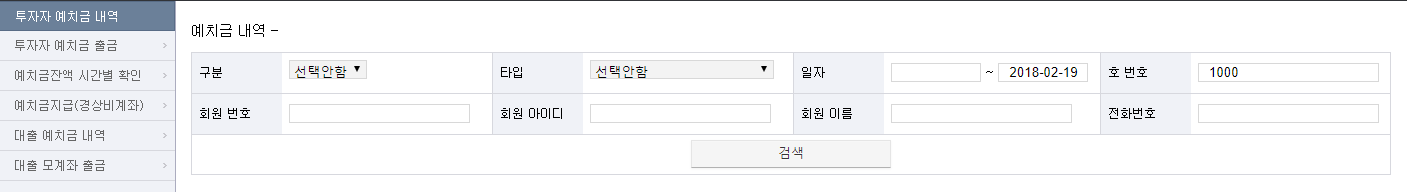 투자자 예치금 내역
투자자 예치금 출금
예치금잔액 시간별 확인
예치금지급(경상비계좌)
대출 예치금 내역
대출 모계좌 출금
예치금 내역 -
구분 선택안함 타입 선택안함 일자 ~ 2018-02-19 호 번호 1000
회원 번호 회원 아이디 회원 이름 전화번호
검색